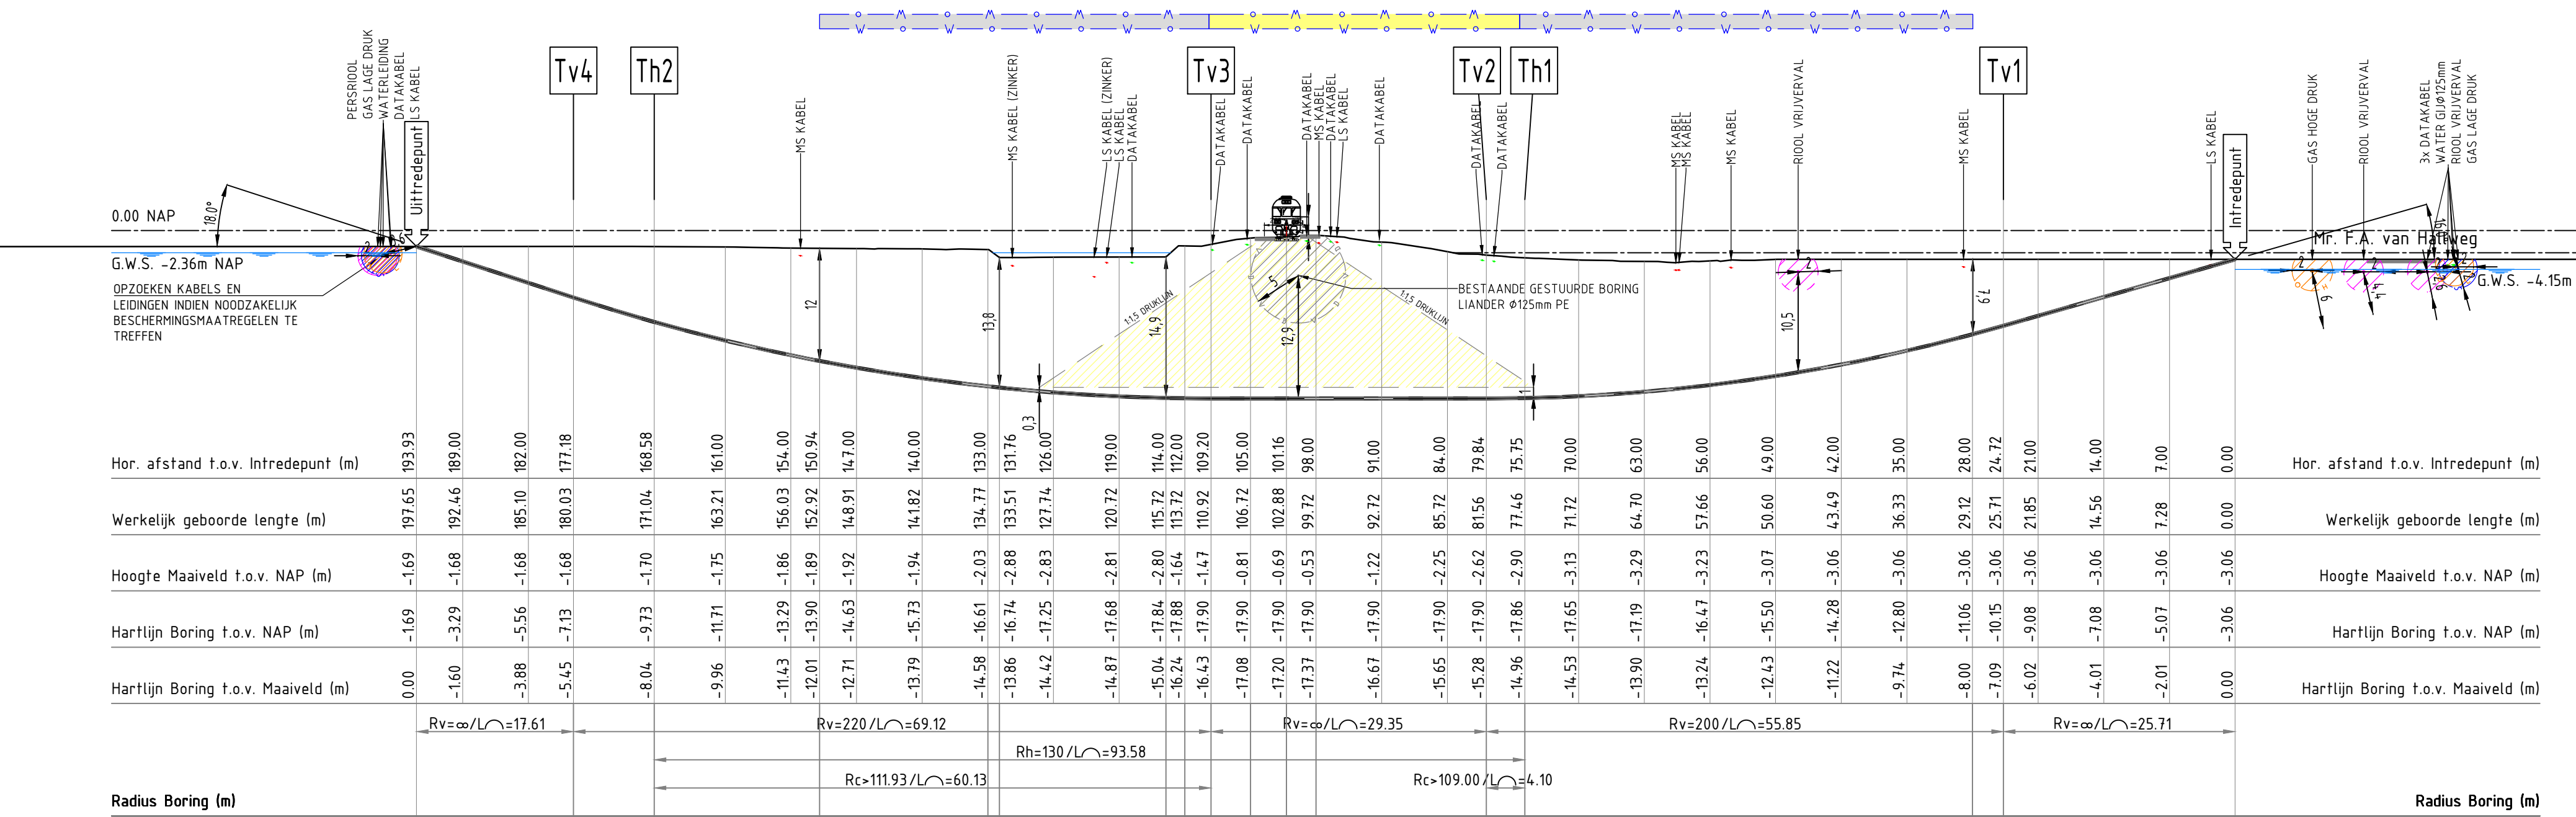 Tv4
Th2
Tv3
Tv2
Th1
Tv1
PERSRIOOL
GAS LAGE DRUK
WATERLEIDING
DATAKABEL
LS KABEL
Uittredepunt
MS KABEL
MS KABEL (ZINKER)
LS KABEL (ZINKER)
LS KABEL
DATAKABEL
DATAKABEL
DATAKABEL
DATAKABEL
MS KABEL
DATAKABEL
LS KABEL
DATAKABEL
DATAKABEL
DATAKABEL
MS KABEL
MS KABEL
MS KABEL
RIOOL VRIJVERVAL
MS KABEL
LS KABEL
Intredepunt
GAS HOGE DRUK
RIOOL VRIJVERVAL
3x DATAKABEL
WATER GIJØ125mm
RIOOL VRIJVERVAL
GAS LAGE DRUK
0.00 NAP
18.0°
G.W.S. -2.36m NAP
OPZOEKEN KABELS EN
LEIDINGEN INDIEN NOODZAKELIJK
BESCHERMINGSMAATREGELEN TE
TREFFEN
12
13,8
14,9
0,3
1:1,5 DRUKLIJN
5
12,9
BESTAANDE GESTUURDE BORING
LIANDER Ø125mm PE
1:1,5 DRUKLIJN
1
10,5
2
7,9
Mr. F.A. van Hallweg
G.W.S. -4.15m
Hor. afstand t.o.v. Intredepunt (m) 193.93 189.00 182.00 177.18 168.58 161.00 154.00 150.94 147.00 140.00 133.00 131.76 126.00 119.00 114.00 112.00 109.20 105.00 101.16 98.00 91.00 84.00 79.84 75.75 70.00 63.00 56.00 49.00 42.00 35.00 28.00 24.72 21.00 14.00 7.00 0.00 Hor. afstand t.o.v. Intredepunt (m)
Werkelijk geboorde lengte (m) 197.65 192.46 185.10 180.03 171.04 163.21 156.03 152.92 148.91 141.82 134.77 133.51 127.74 120.72 115.72 113.72 110.92 106.72 102.88 99.72 92.72 85.72 81.56 77.46 71.72 64.70 57.66 50.60 43.49 36.33 29.12 25.71 21.85 14.56 7.28 0.00 Werkelijk geboorde lengte (m)
Hoogte Maaiveld t.o.v. NAP (m) -1.69 -1.68 -1.68 -1.68 -1.70 -1.75 -1.86 -1.89 -1.92 -1.94 -2.03 -2.88 -2.83 -2.81 -2.80 -1.64 -1.47 -0.81 -0.69 -0.53 -1.22 -2.25 -2.62 -2.90 -3.13 -3.29 -3.23 -3.07 -3.06 -3.06 -3.06 -3.06 -3.06 -3.06 -3.06 -3.06 Hoogte Maaiveld t.o.v. NAP (m)
Hartlijn Boring t.o.v. NAP (m) -1.69 -3.29 -5.56 -7.13 -9.73 -11.71 -13.29 -13.90 -14.63 -15.73 -16.61 -16.74 -17.25 -17.68 -17.84 -17.88 -17.90 -17.90 -17.90 -17.90 -17.90 -17.90 -17.90 -17.86 -17.65 -17.19 -16.47 -15.50 -14.28 -12.80 -11.06 -10.15 -9.08 -7.08 -5.07 -3.06 Hartlijn Boring t.o.v. NAP (m)
Hartlijn Boring t.o.v. Maaiveld (m) 0.00 -1.60 -3.88 -5.45 -8.04 -9.96 -11.43 -12.01 -12.71 -13.79 -14.58 -13.86 -14.42 -14.87 -15.04 -16.24 -16.43 -17.08 -17.20 -17.37 -16.67 -15.65 -15.28 -14.96 -14.53 -13.90 -13.24 -12.43 -11.22 -9.74 -8.00 -7.09 -6.02 -4.01 -2.01 0.00 Hartlijn Boring t.o.v. Maaiveld (m)
Rv=∞/L⌒=17.61 Rv=220/L⌒=69.12 Rv=∞/L⌒=29.35 Rv=200/L⌒=55.85 Rv=∞/L⌒=25.71
Rh=130/L⌒=93.58
Rc>111.93/L⌒=60.13 Rc>109.00/L⌒=4.10
Radius Boring (m) Radius Boring (m)